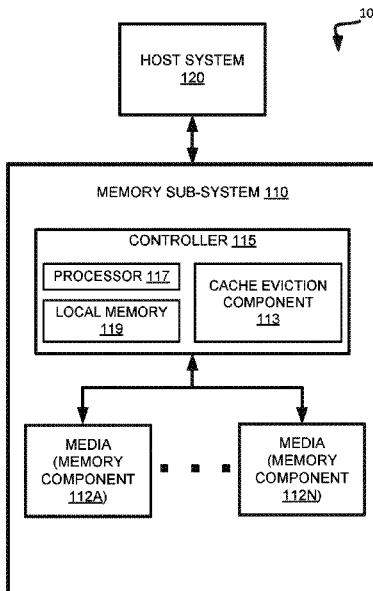 10
HOST SYSTEM
120
MEMORY SUB-SYSTEM 110
CONTROLLER 115
PROCESSOR 117
LOCAL MEMORY
119
CACHE EVICTION
COMPONENT
113
MEDIA
(MEMORY
COMPONENT
112A)
MEDIA
(MEMORY
COMPONENT
112N)